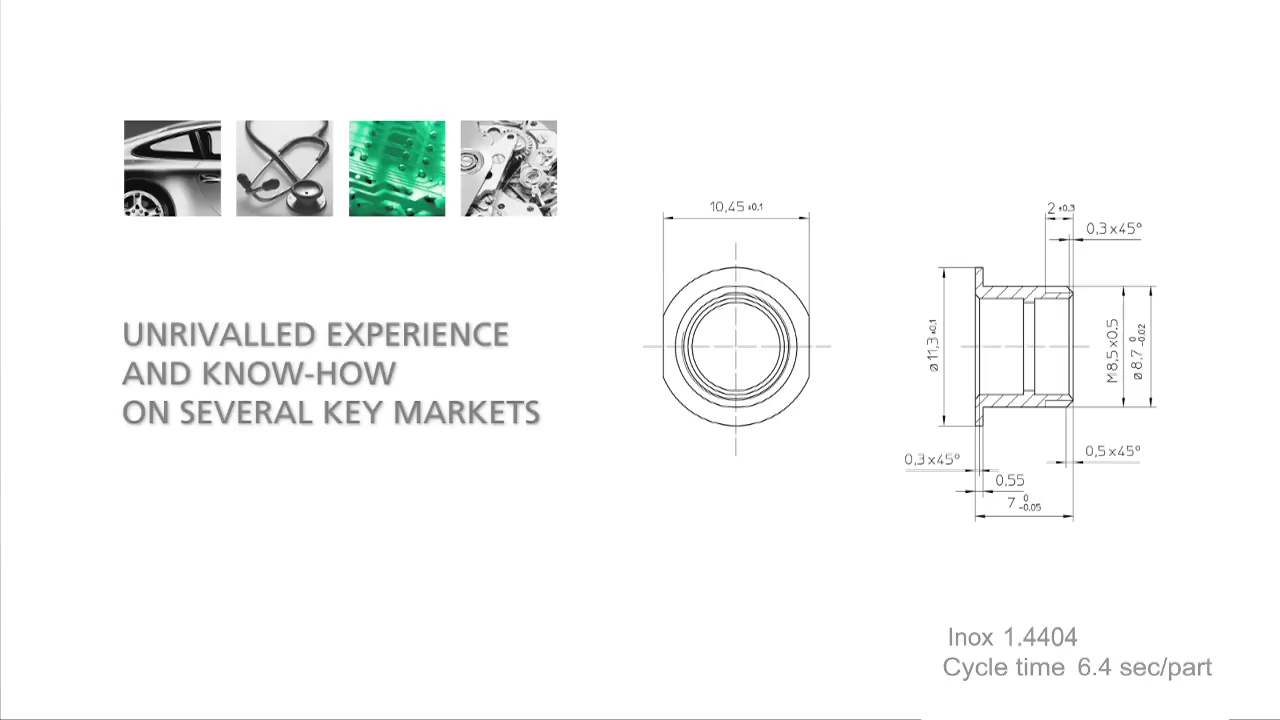 UNRIVALLED EXPERIENCE
AND KNOW-HOW
ON SEVERAL KEY MARKETS
10,45 ±0,1
2 +0,3
0,3x45°
ø11,3±0,1
M8,5x0,5
ø8,7 0 -0,02
0,3x45°
0,5x45°
0,55
7 0 -0,05
Inox 1.4404
Cycle time 6.4 sec/part